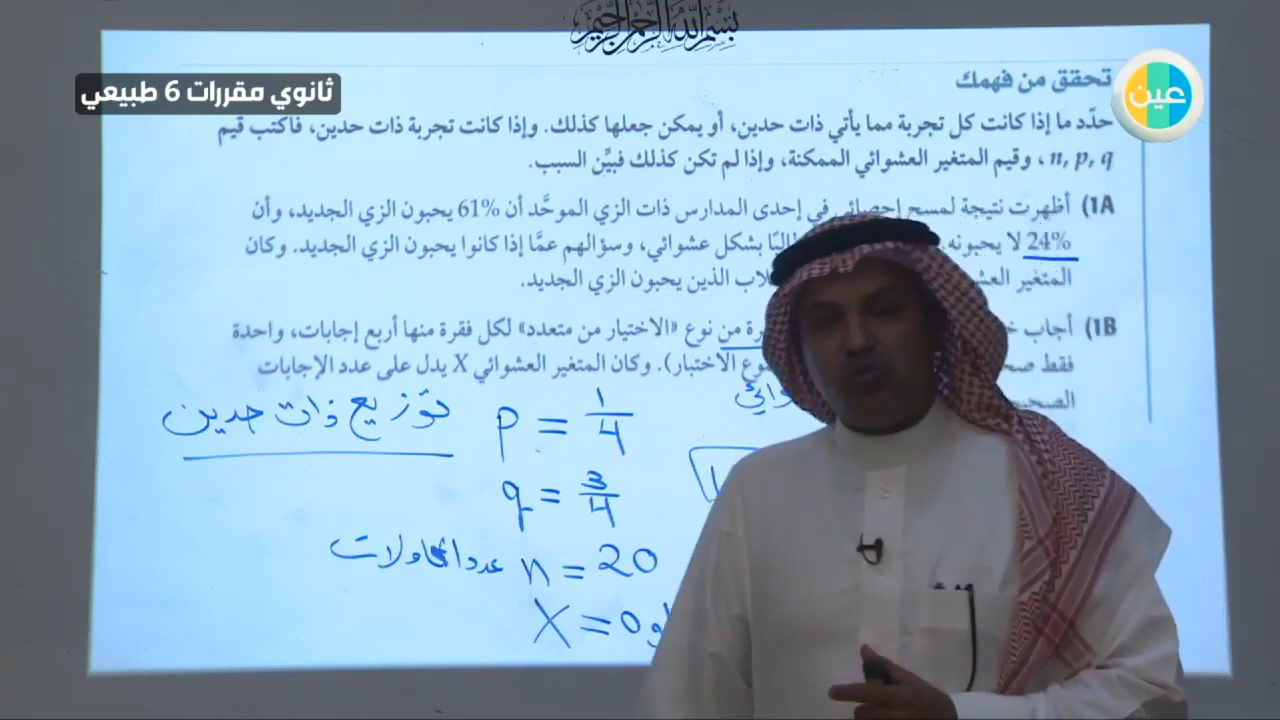 بسم الله الرحمن الرحيم
ثانوي مقررات 6 طبيعي
عين
تحقق من فهمك
حدّد ما إذا كانت كل تجربة مما يأتي ذات حدين، أو يمكن جعلها كذلك. وإذا كانت تجربة ذات حدين، فاكتب قيم
n, p, q ، وقيم المتغير العشوائي الممكنة، وإذا لم تكن كذلك فبيِّن السبب.
1A) أظهرت نتيجة لمسح إحصائي في إحدى المدارس ذات الزي الموحَّد أن 61% يحبون الزي الجديد، وأن
24% لا يحبونه. بشكل عشوائي، وسؤالهم عمَّا إذا كانوا يحبون الزي الجديد. وكان
المتغير الذين يحبون الزي الجديد.
1B) أجاب من نوع «الاختيار من متعدد» لكل فقرة منها أربع إجابات، واحدة
فقط الاختبار). وكان المتغير العشوائي X يدل على عدد الإجابات
توزيع ذات حدين
p = 1/4
q = 3/4
n = 20 عدد المحاولات
X = 0